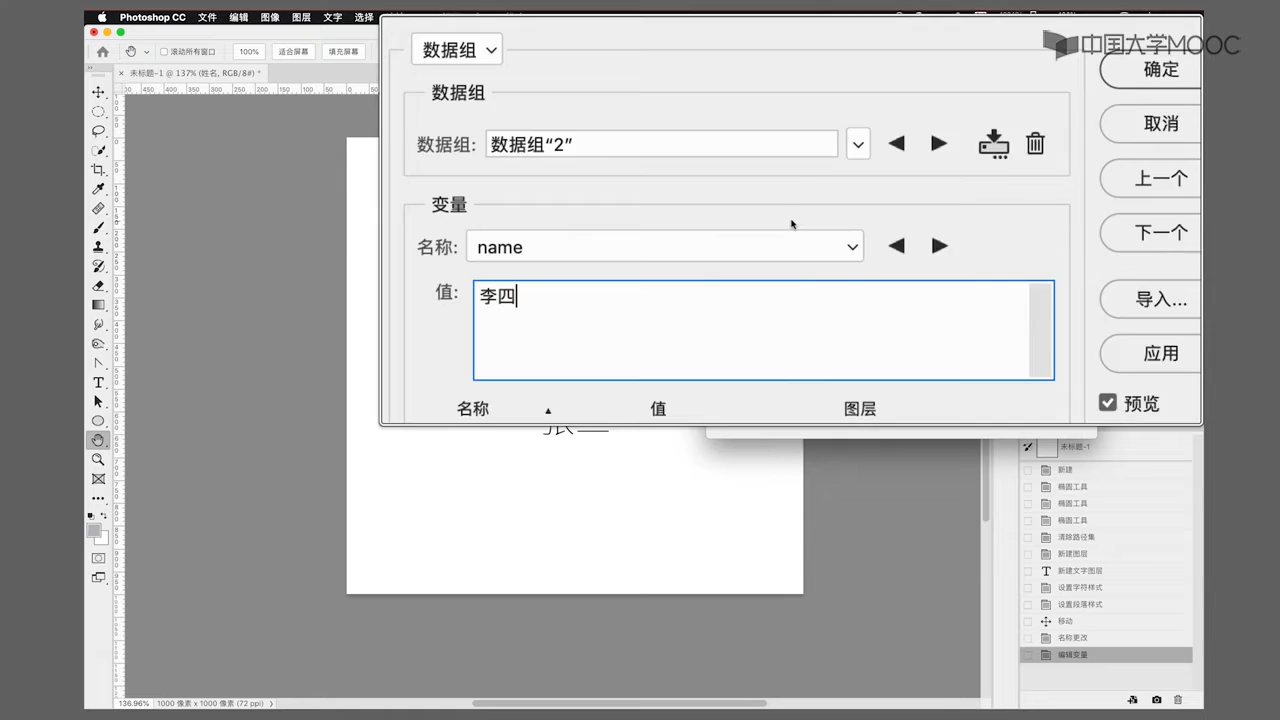 Photoshop CC 文件 编辑 图像 图层 文字 选择
滚动所有窗口 100% 适合屏幕 填充屏幕
× 未标题-1 @ 137% (姓名, RGB/8#) *
中国大学MOOC
数据组
数据组
数据组: 数据组“2”
变量
名称: name
值: 李四
名称 值 图层
确定
取消
上一个
下一个
导入...
应用
预览
张三
未标题-1
新建
椭圆工具
椭圆工具
椭圆工具
清除路径集
新建图层
新建文字图层
设置字符样式
设置段落样式
移动
名称更改
编辑变量
136.96% 1000 像素 x 1000 像素 (72 ppi)